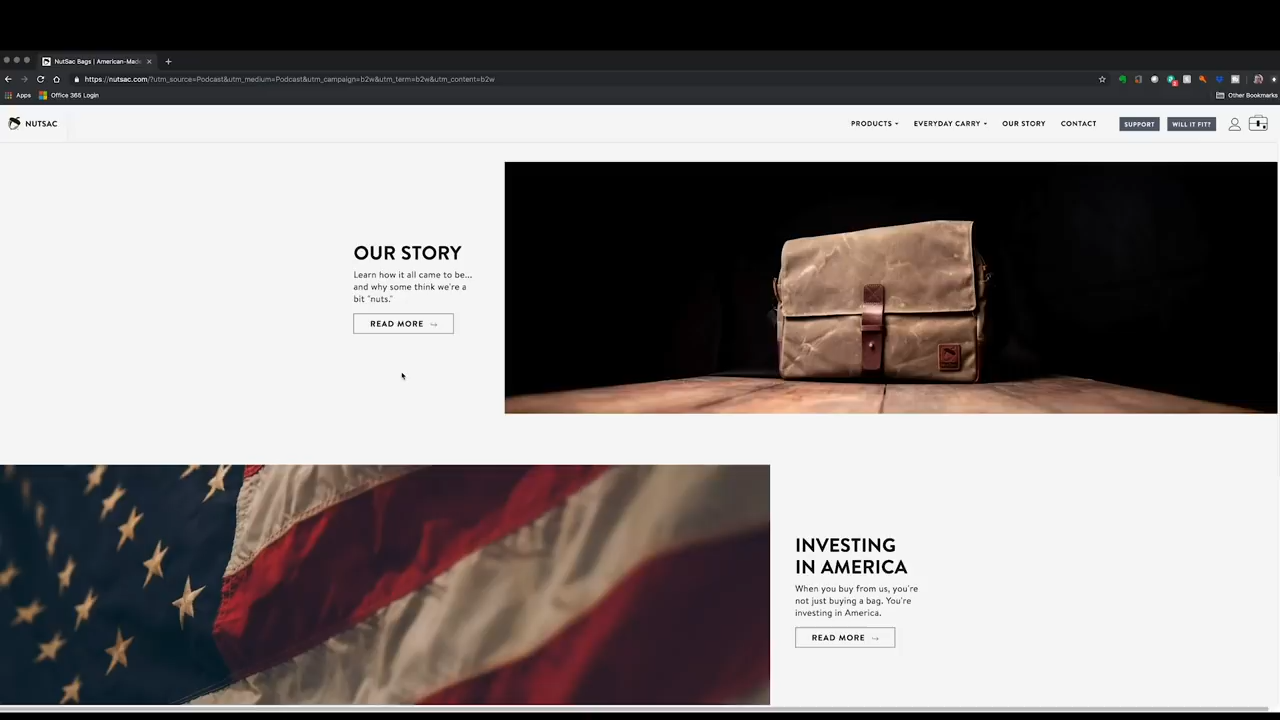 NutSac Bags | American-Made
https://nutsac.com/?utm_source=Podcast&utm_medium=Podcast&utm_campaign=b2w&utm_term=b2w&utm_content=b2w
Apps Office 365 Login Other Bookmarks
NUTSAC PRODUCTS EVERYDAY CARRY OUR STORY CONTACT SUPPORT WILL IT FIT?
OUR STORY
Learn how it all came to be...
and why some think we're a
bit "nuts."
READ MORE
INVESTING
IN AMERICA
When you buy from us, you're
not just buying a bag. You're
investing in America.
READ MORE